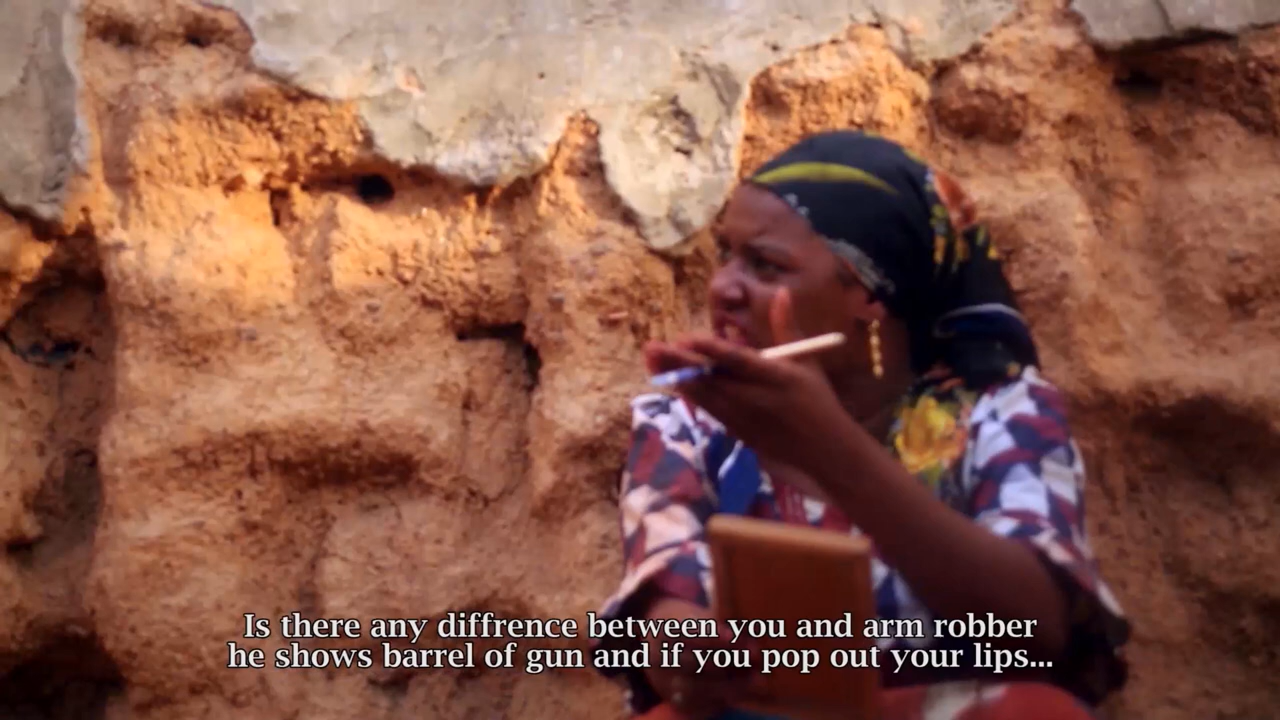 Is there any diffrence between you and arm robber
he shows barrel of gun and if you pop out your lips...